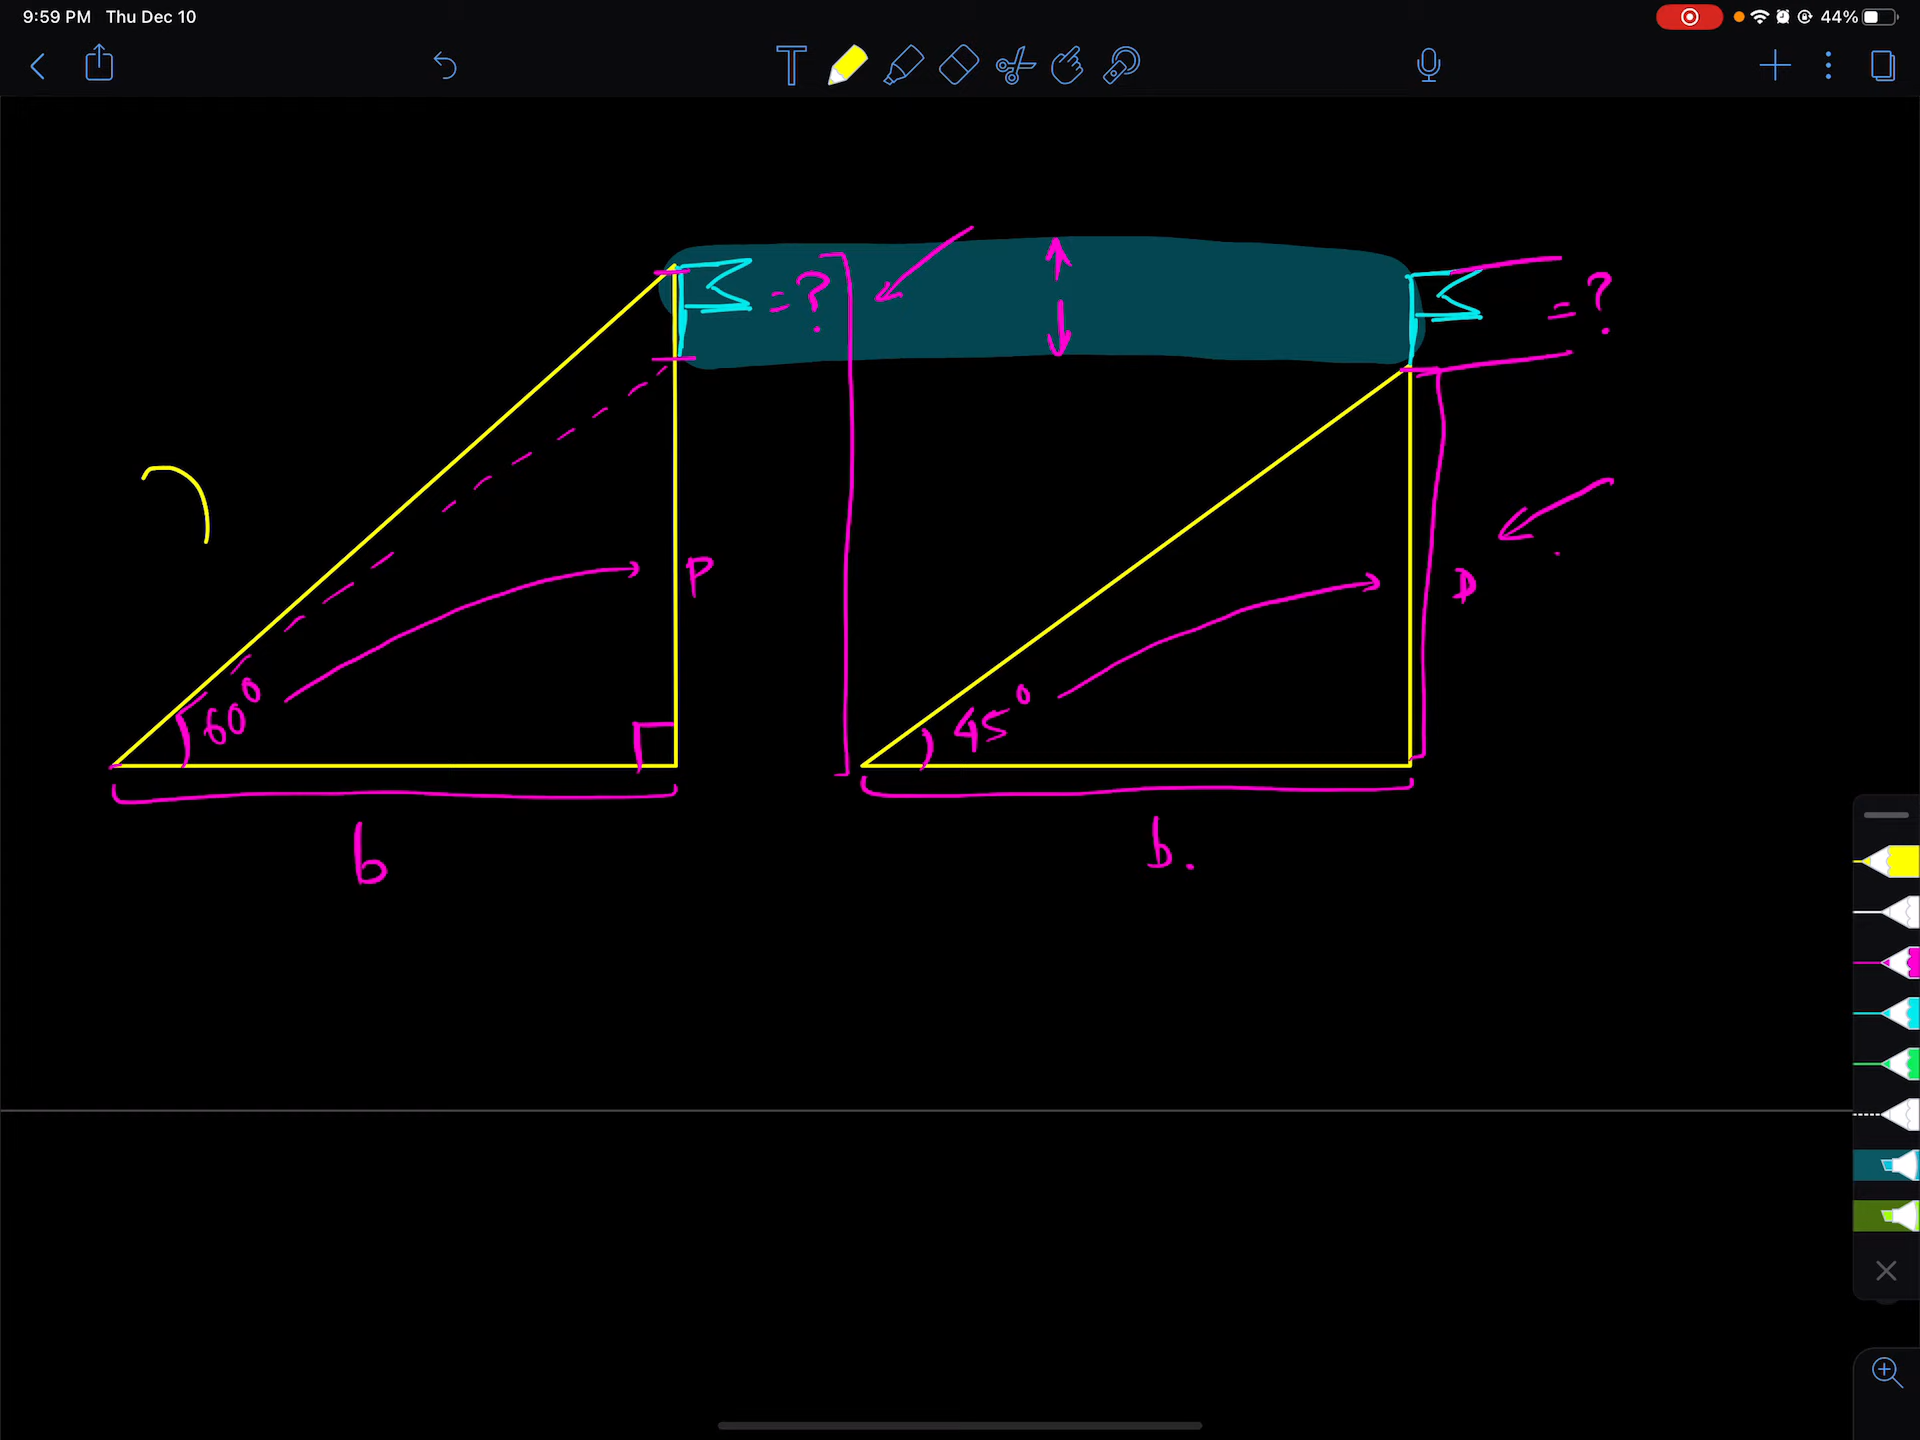 9:59 PM Thu Dec 10
44%
T
= ?
= ?
P
60°
45°
b
b.